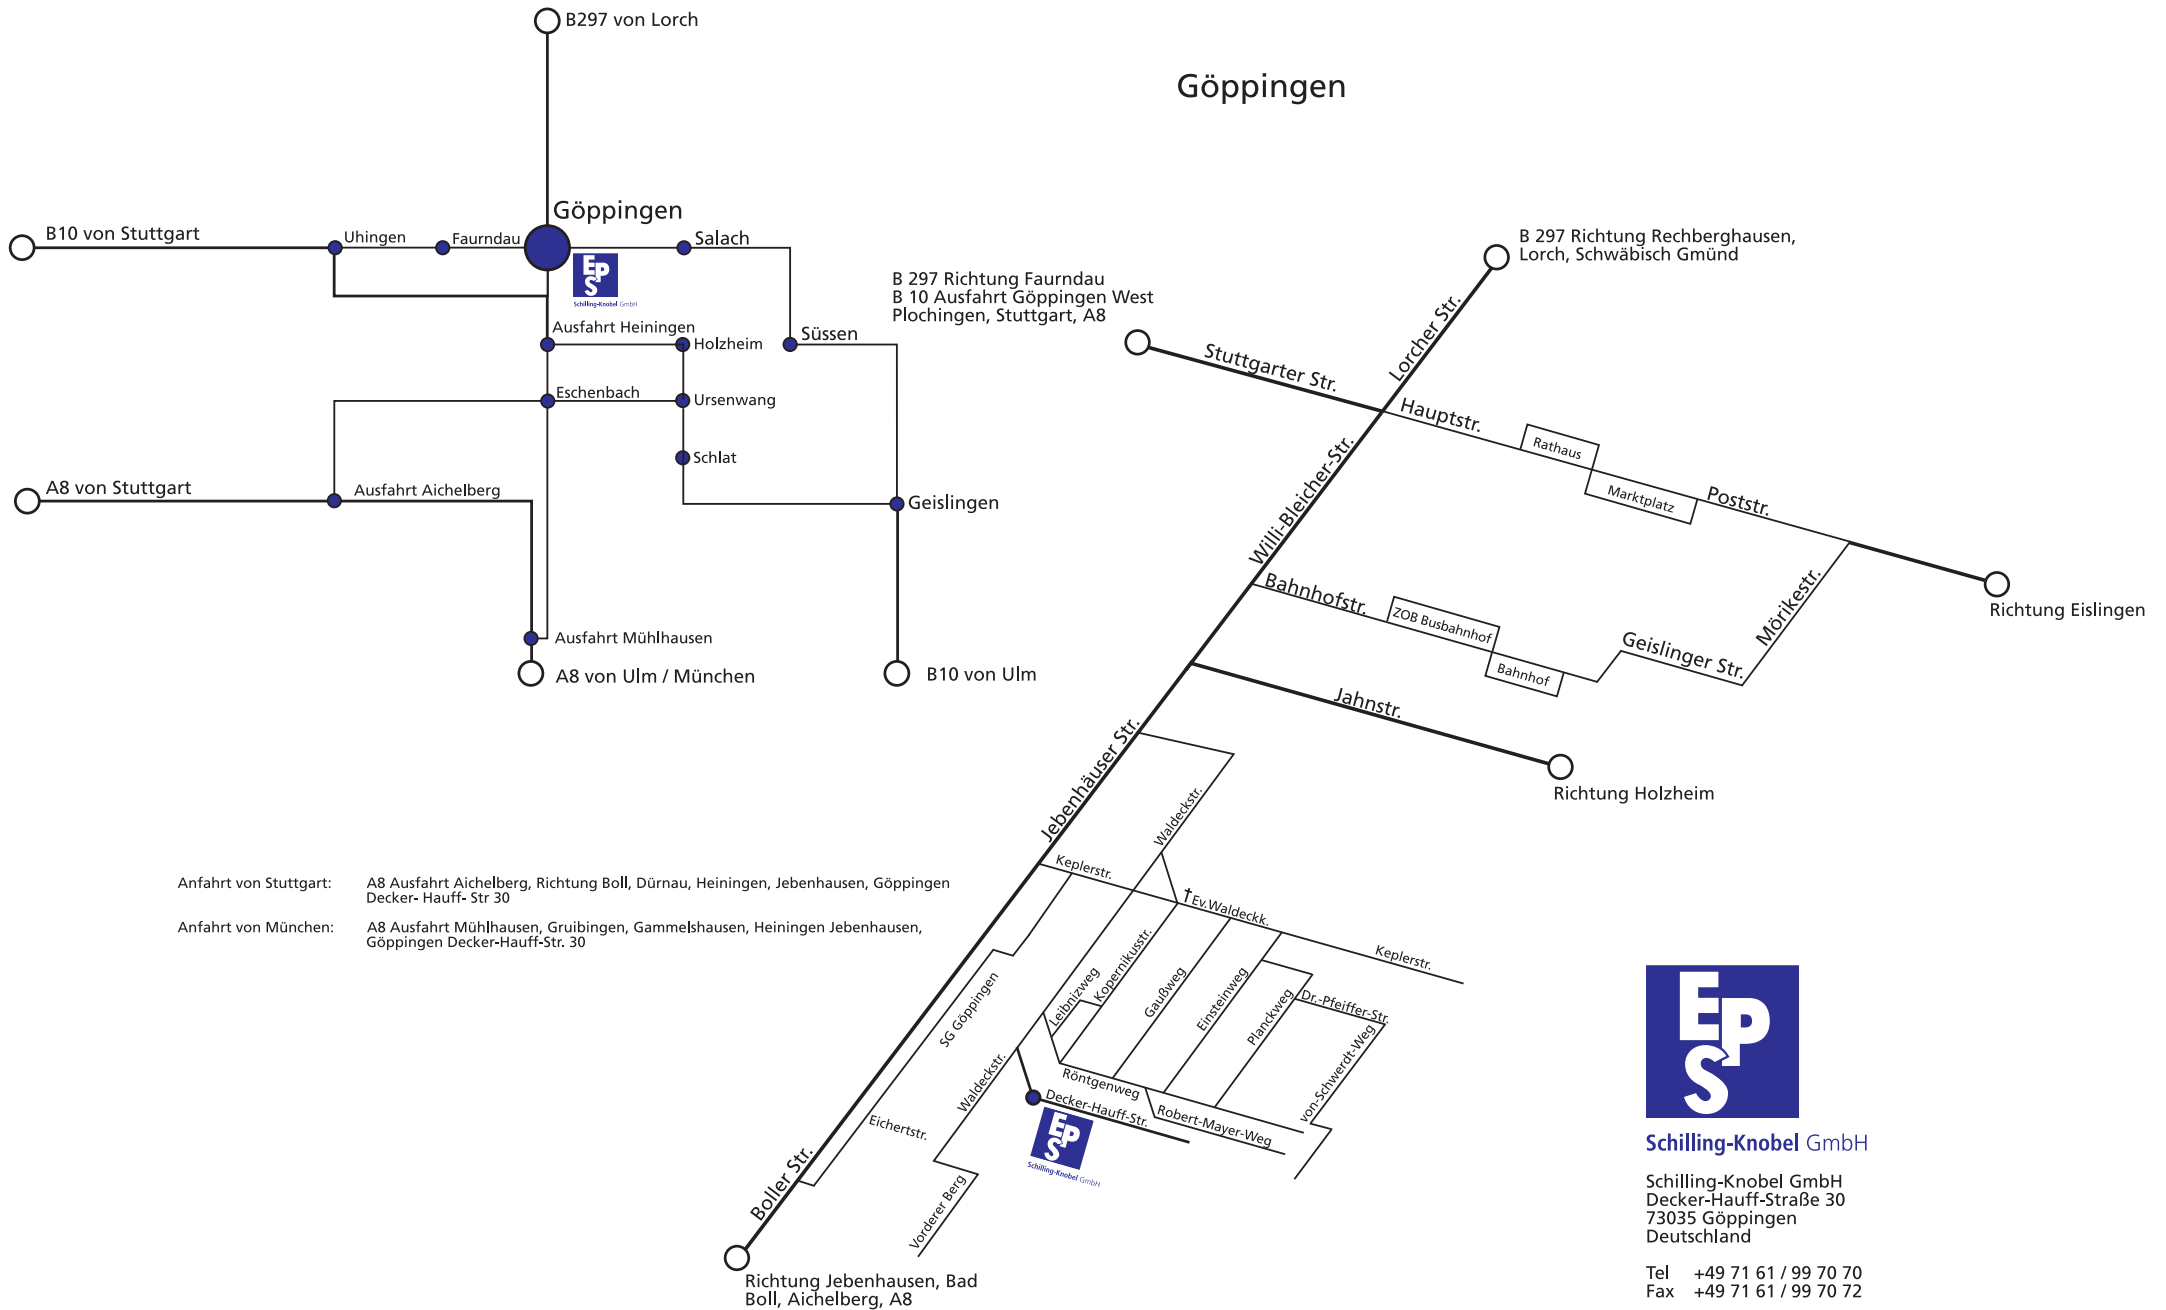 B297 von Lorch
Göppingen
Göppingen
B10 von Stuttgart
Uhingen
Faurndau
Salach
EPS
Schilling-Knobel GmbH
Ausfahrt Heiningen
Holzheim
Süssen
Eschenbach
Ursenwang
Schlat
A8 von Stuttgart
Ausfahrt Aichelberg
Geislingen
Ausfahrt Mühlhausen
A8 von Ulm / München
B10 von Ulm
B 297 Richtung Rechberghausen,
Lorch, Schwäbisch Gmünd
B 297 Richtung Faurndau
B 10 Ausfahrt Göppingen West
Plochingen, Stuttgart, A8
Stuttgarter Str.
Lorcher Str.
Hauptstr.
Rathaus
Marktplatz
Poststr.
Willi-Bleicher-Str.
Bahnhofstr.
ZOB Busbahnhof
Bahnhof
Geislinger Str.
Mörikestr.
Richtung Eislingen
Jahnstr.
Richtung Holzheim
Jebenhäuser Str.
Waldeckstr.
Keplerstr.
†Ev.Waldeckk.
Keplerstr.
Anfahrt von Stuttgart: A8 Ausfahrt Aichelberg, Richtung Boll, Dürnau, Heiningen, Jebenhausen, Göppingen
Decker- Hauff- Str 30
Anfahrt von München: A8 Ausfahrt Mühlhausen, Gruibingen, Gammelshausen, Heiningen Jebenhausen,
Göppingen Decker-Hauff-Str. 30
SG Göppingen
Leibnizweg
Kopernikusstr.
Gaußweg
Einsteinweg
Planckweg
Dr.-Pfeiffer-Str.
von-Schwerdt-Weg
Waldeckstr.
Röntgenweg
Decker-Hauff-Str.
Robert-Mayer-Weg
EPS
Schilling-Knobel GmbH
Eichertstr.
Boller Str.
Vorderer Berg
Richtung Jebenhausen, Bad
Boll, Aichelberg, A8
EPS
Schilling-Knobel GmbH
Schilling-Knobel GmbH
Decker-Hauff-Straße 30
73035 Göppingen
Deutschland
Tel +49 71 61 / 99 70 70
Fax +49 71 61 / 99 70 72